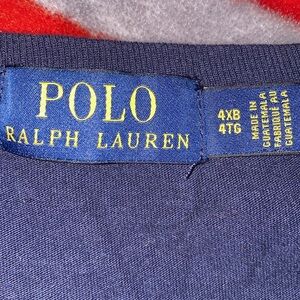 POLO
RALPH LAUREN
4XB
4TG
MADE IN
GUATEMALA
FABRIQUÉ AU
GUATEMALA